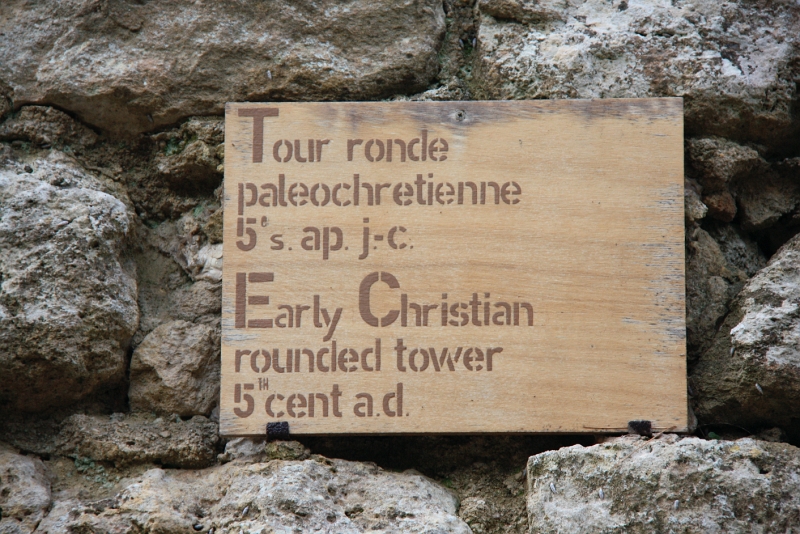 Tour ronde
paleochretienne
5e s. ap. j-c.
Early Christian
rounded tower
5TH cent a.d.